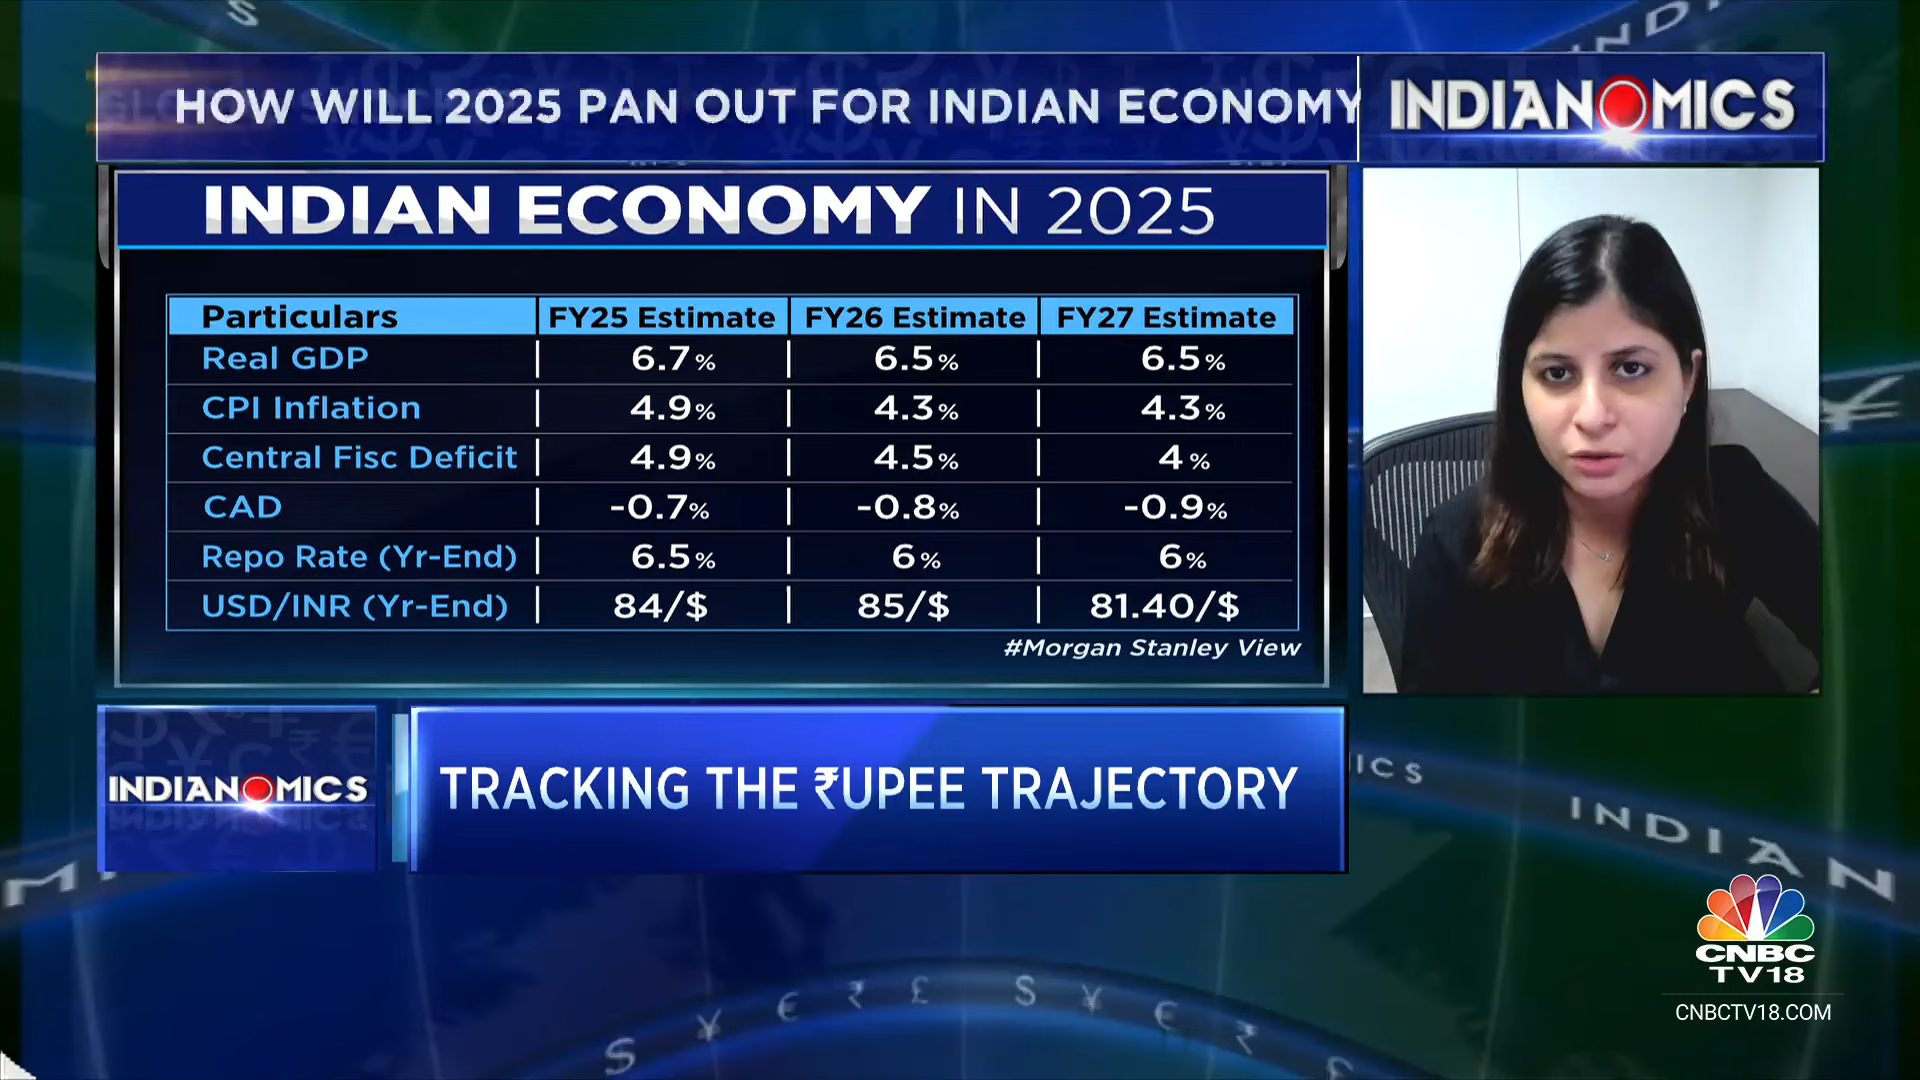 HOW WILL 2025 PAN OUT FOR INDIAN ECONOMY
INDIANOMICS
INDIAN ECONOMY IN 2025
Particulars FY25 Estimate FY26 Estimate FY27 Estimate
Real GDP 6.7% 6.5% 6.5%
CPI Inflation 4.9% 4.3% 4.3%
Central Fisc Deficit 4.9% 4.5% 4%
CAD -0.7% -0.8% -0.9%
Repo Rate (Yr-End) 6.5% 6% 6%
USD/INR (Yr-End) 84/$ 85/$ 81.40/$
#Morgan Stanley View
INDIANOMICS
TRACKING THE ₹UPEE TRAJECTORY
ICS
INDIAN
CNBC
TV18
CNBCTV18.COM
$ ¥ € ₹ £ $ ¥ € ₹ £